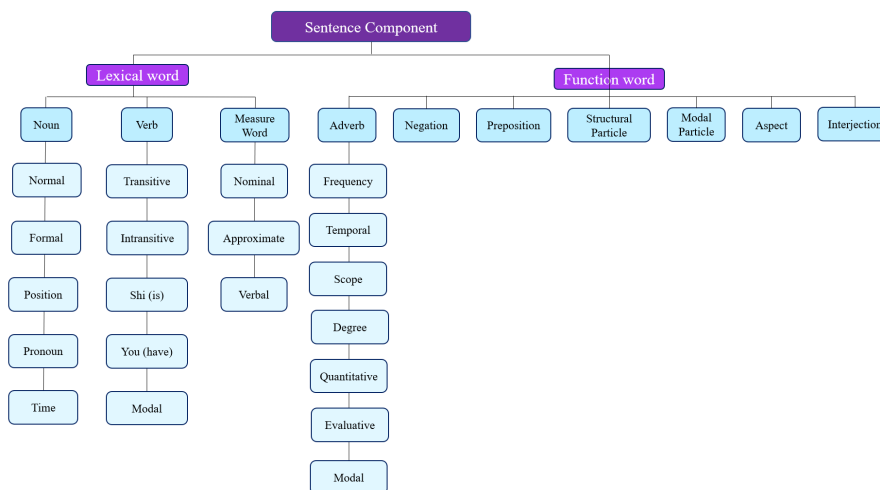 Sentence Component
Lexical word
Function word
Noun
Verb
Measure
Word
Adverb
Negation
Preposition
Structural
Particle
Modal
Particle
Aspect
Interjection
Normal
Transitive
Nominal
Frequency
Formal
Intransitive
Approximate
Temporal
Position
Shi (is)
Verbal
Scope
Pronoun
You (have)
Degree
Time
Modal
Quantitative
Evaluative
Modal